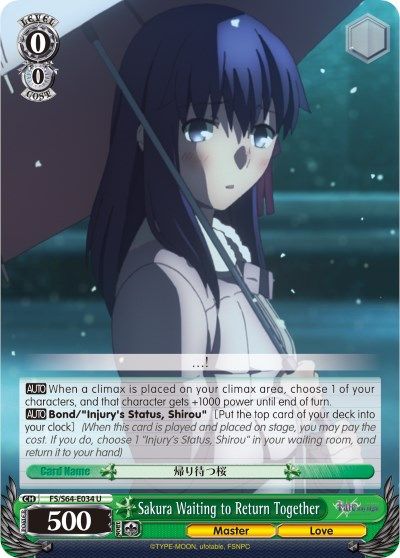 LEVEL
0
0
COST
...!
AUTO When a climax is placed on your climax area, choose 1 of your
characters, and that character gets +1000 power until end of turn.
AUTO Bond/"Injury's Status, Shirou" [Put the top card of your deck into
your clock] (When this card is played and placed on stage, you may pay the
cost. If you do, choose 1 "Injury's Status, Shirou" in your waiting room, and
return it to your hand)
Card Name
帰り待つ桜
CH
FS/S64-E034 U
Sakura Waiting to Return Together
500
Master
Love
©TYPE-MOON, ufotable, FSNPC